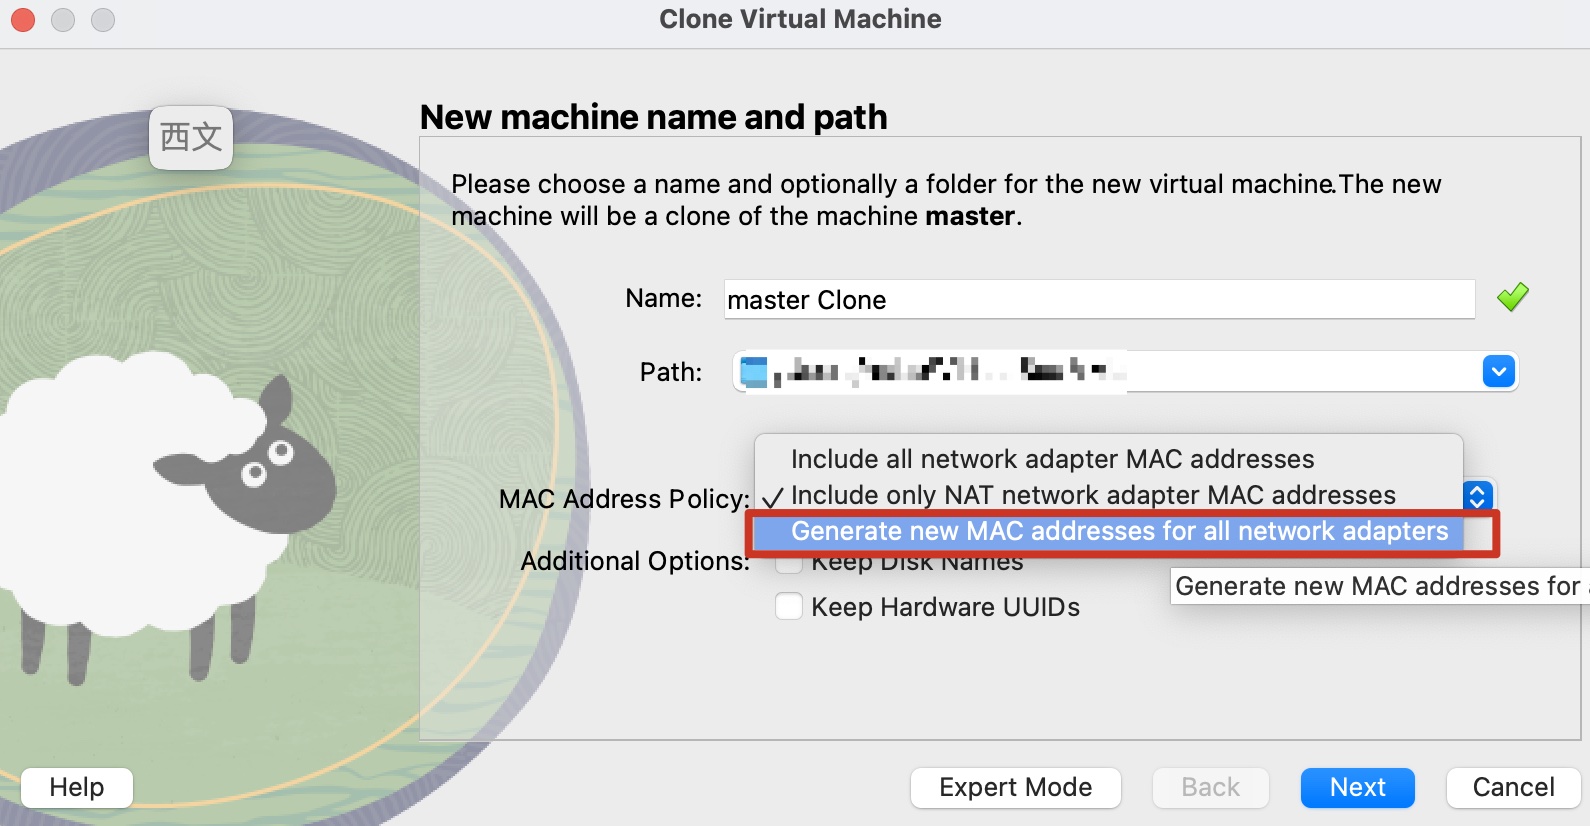 Clone Virtual Machine
西文
New machine name and path
Please choose a name and optionally a folder for the new virtual machine.The new
machine will be a clone of the machine master.
Name: master Clone
Path:
Include all network adapter MAC addresses
MAC Address Policy: ✓ Include only NAT network adapter MAC addresses
Generate new MAC addresses for all network adapters
Additional Options: Keep Disk Names
Generate new MAC addresses for
Keep Hardware UUIDs
Help
Expert Mode
Back
Next
Cancel